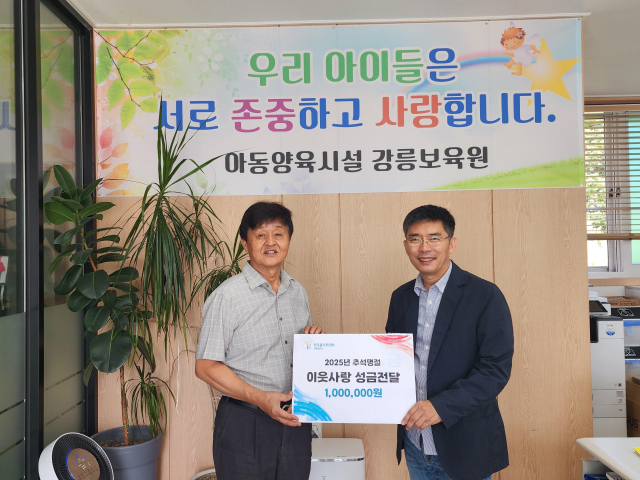 우리 아이들은
서로 존중하고 사랑합니다.
아동양육시설 강릉보육원
2025년 추석명절
이웃사랑 성금전달
1,000,000원